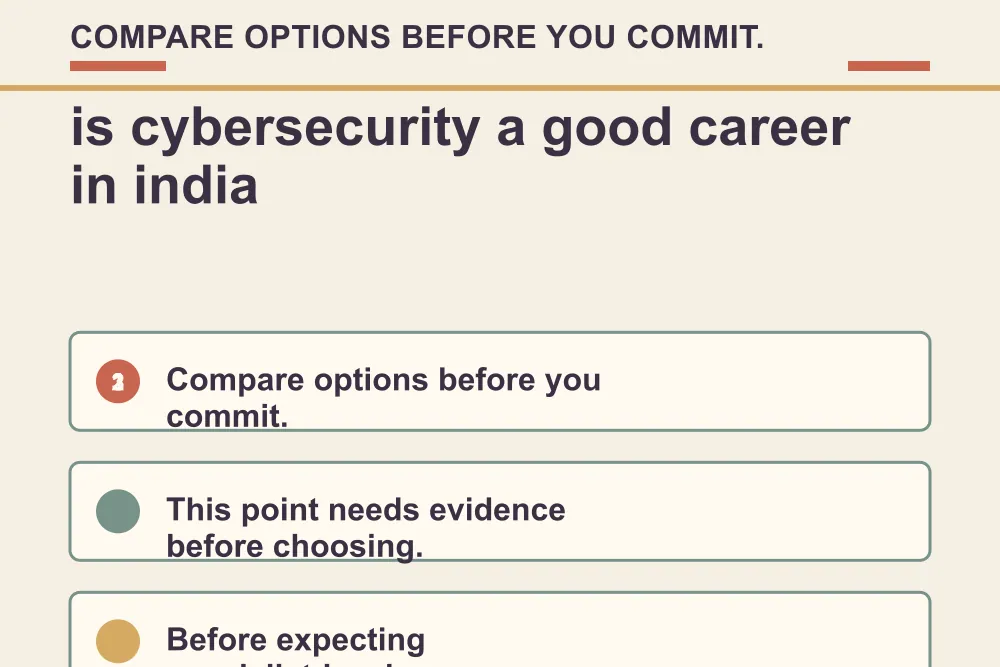 COMPARE OPTIONS BEFORE YOU COMMIT.
is cybersecurity a good career
in india
Compare options before you
commit.
This point needs evidence
before choosing.
Before expecting